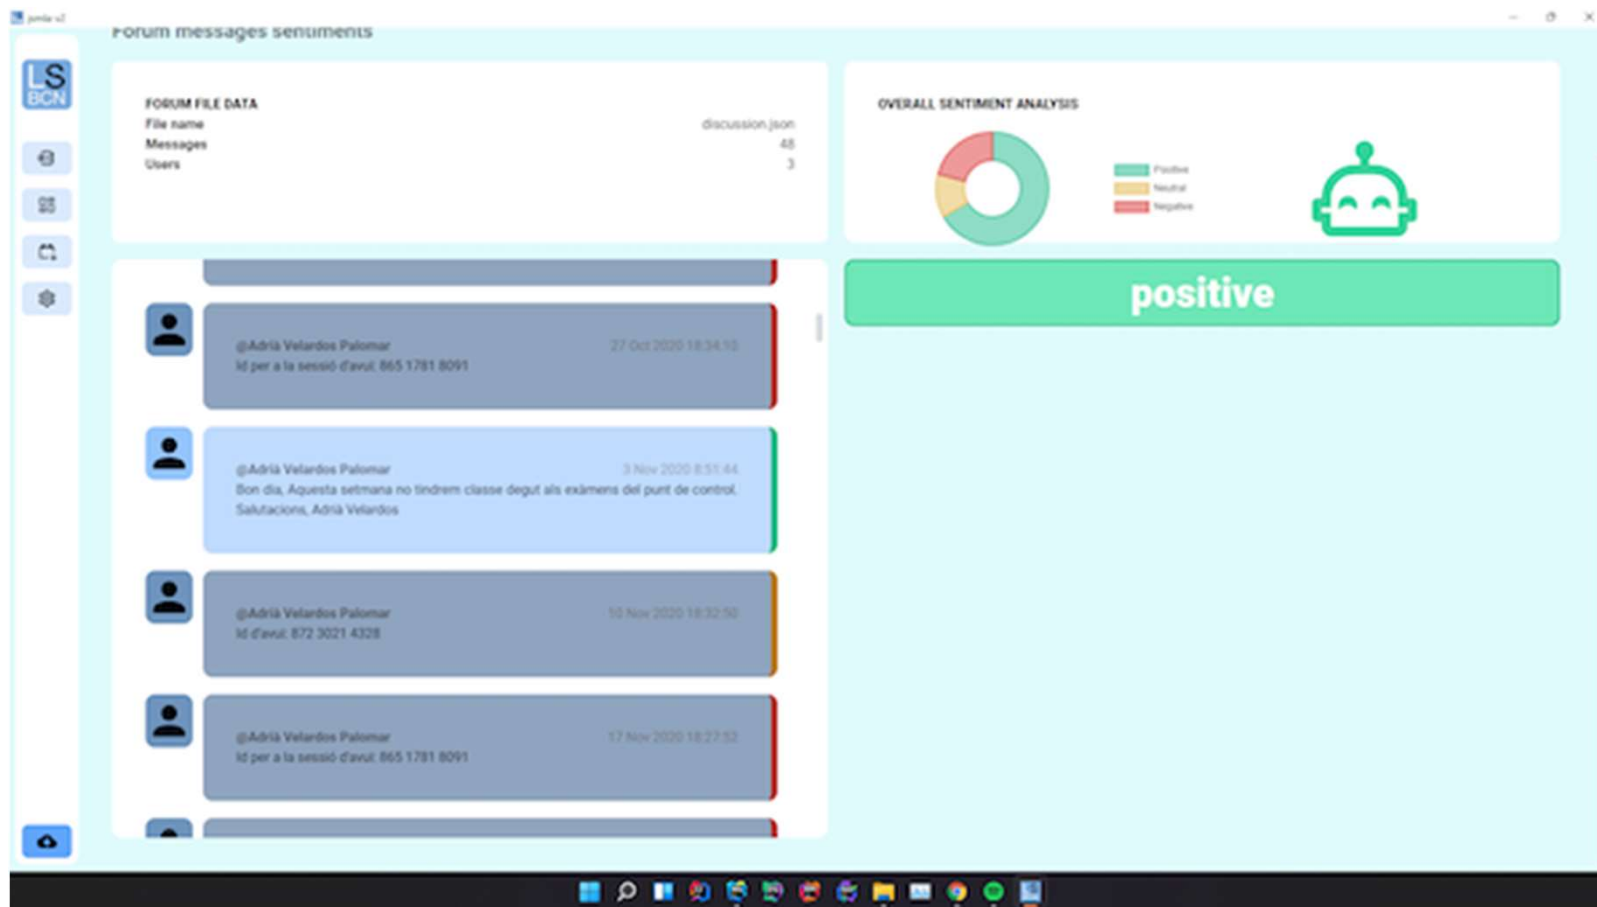 jsmla v2
Forum messages sentiments
LS
BCN
FORUM FILE DATA
File name discussion.json
Messages 48
Users 3
OVERALL SENTIMENT ANALYSIS
Positive
Neutral
Negative
positive
@Adrià Velardos Palomar 27 Oct 2020 18:34:10
Id per a la sessió d'avui: 865 1781 8091
@Adrià Velardos Palomar 3 Nov 2020 8:51:44
Bon dia, Aquesta setmana no tindrem classe degut als exàmens del punt de control.
Salutacions, Adrià Velardos
@Adrià Velardos Palomar 10 Nov 2020 18:32:50
Id d'avui: 872 3021 4328
@Adrià Velardos Palomar 17 Nov 2020 18:27:52
Id per a la sessió d'avui: 865 1781 8091